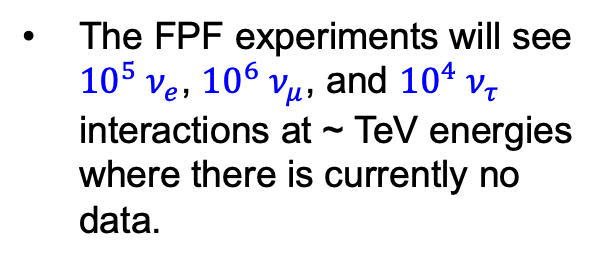 • The FPF experiments will see
10⁵ νₑ, 10⁶ ν_μ, and 10⁴ ν_τ
interactions at ~ TeV energies
where there is currently no
data.